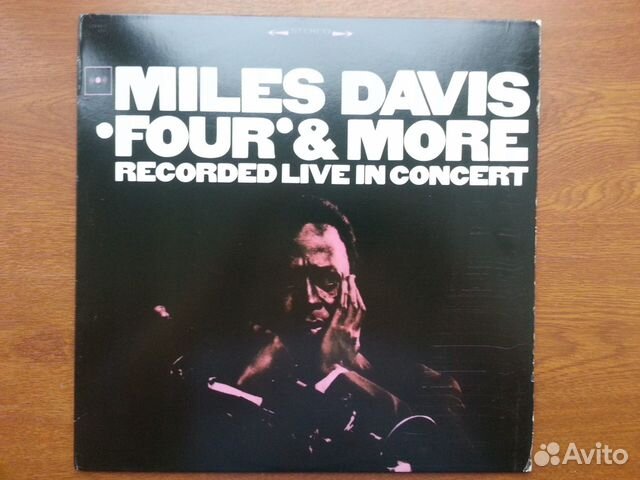 STEREO
MILES DAVIS
'FOUR' & MORE
RECORDED LIVE IN CONCERT
Avito